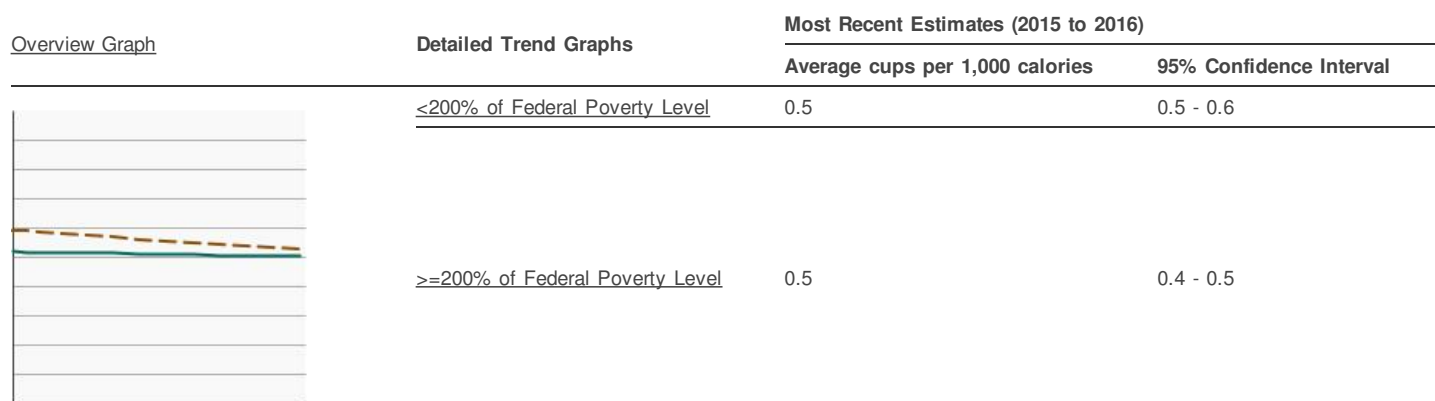 Most Recent Estimates (2015 to 2016)
Overview Graph Detailed Trend Graphs
Average cups per 1,000 calories 95% Confidence Interval
<200% of Federal Poverty Level 0.5 0.5 - 0.6
>=200% of Federal Poverty Level 0.5 0.4 - 0.5